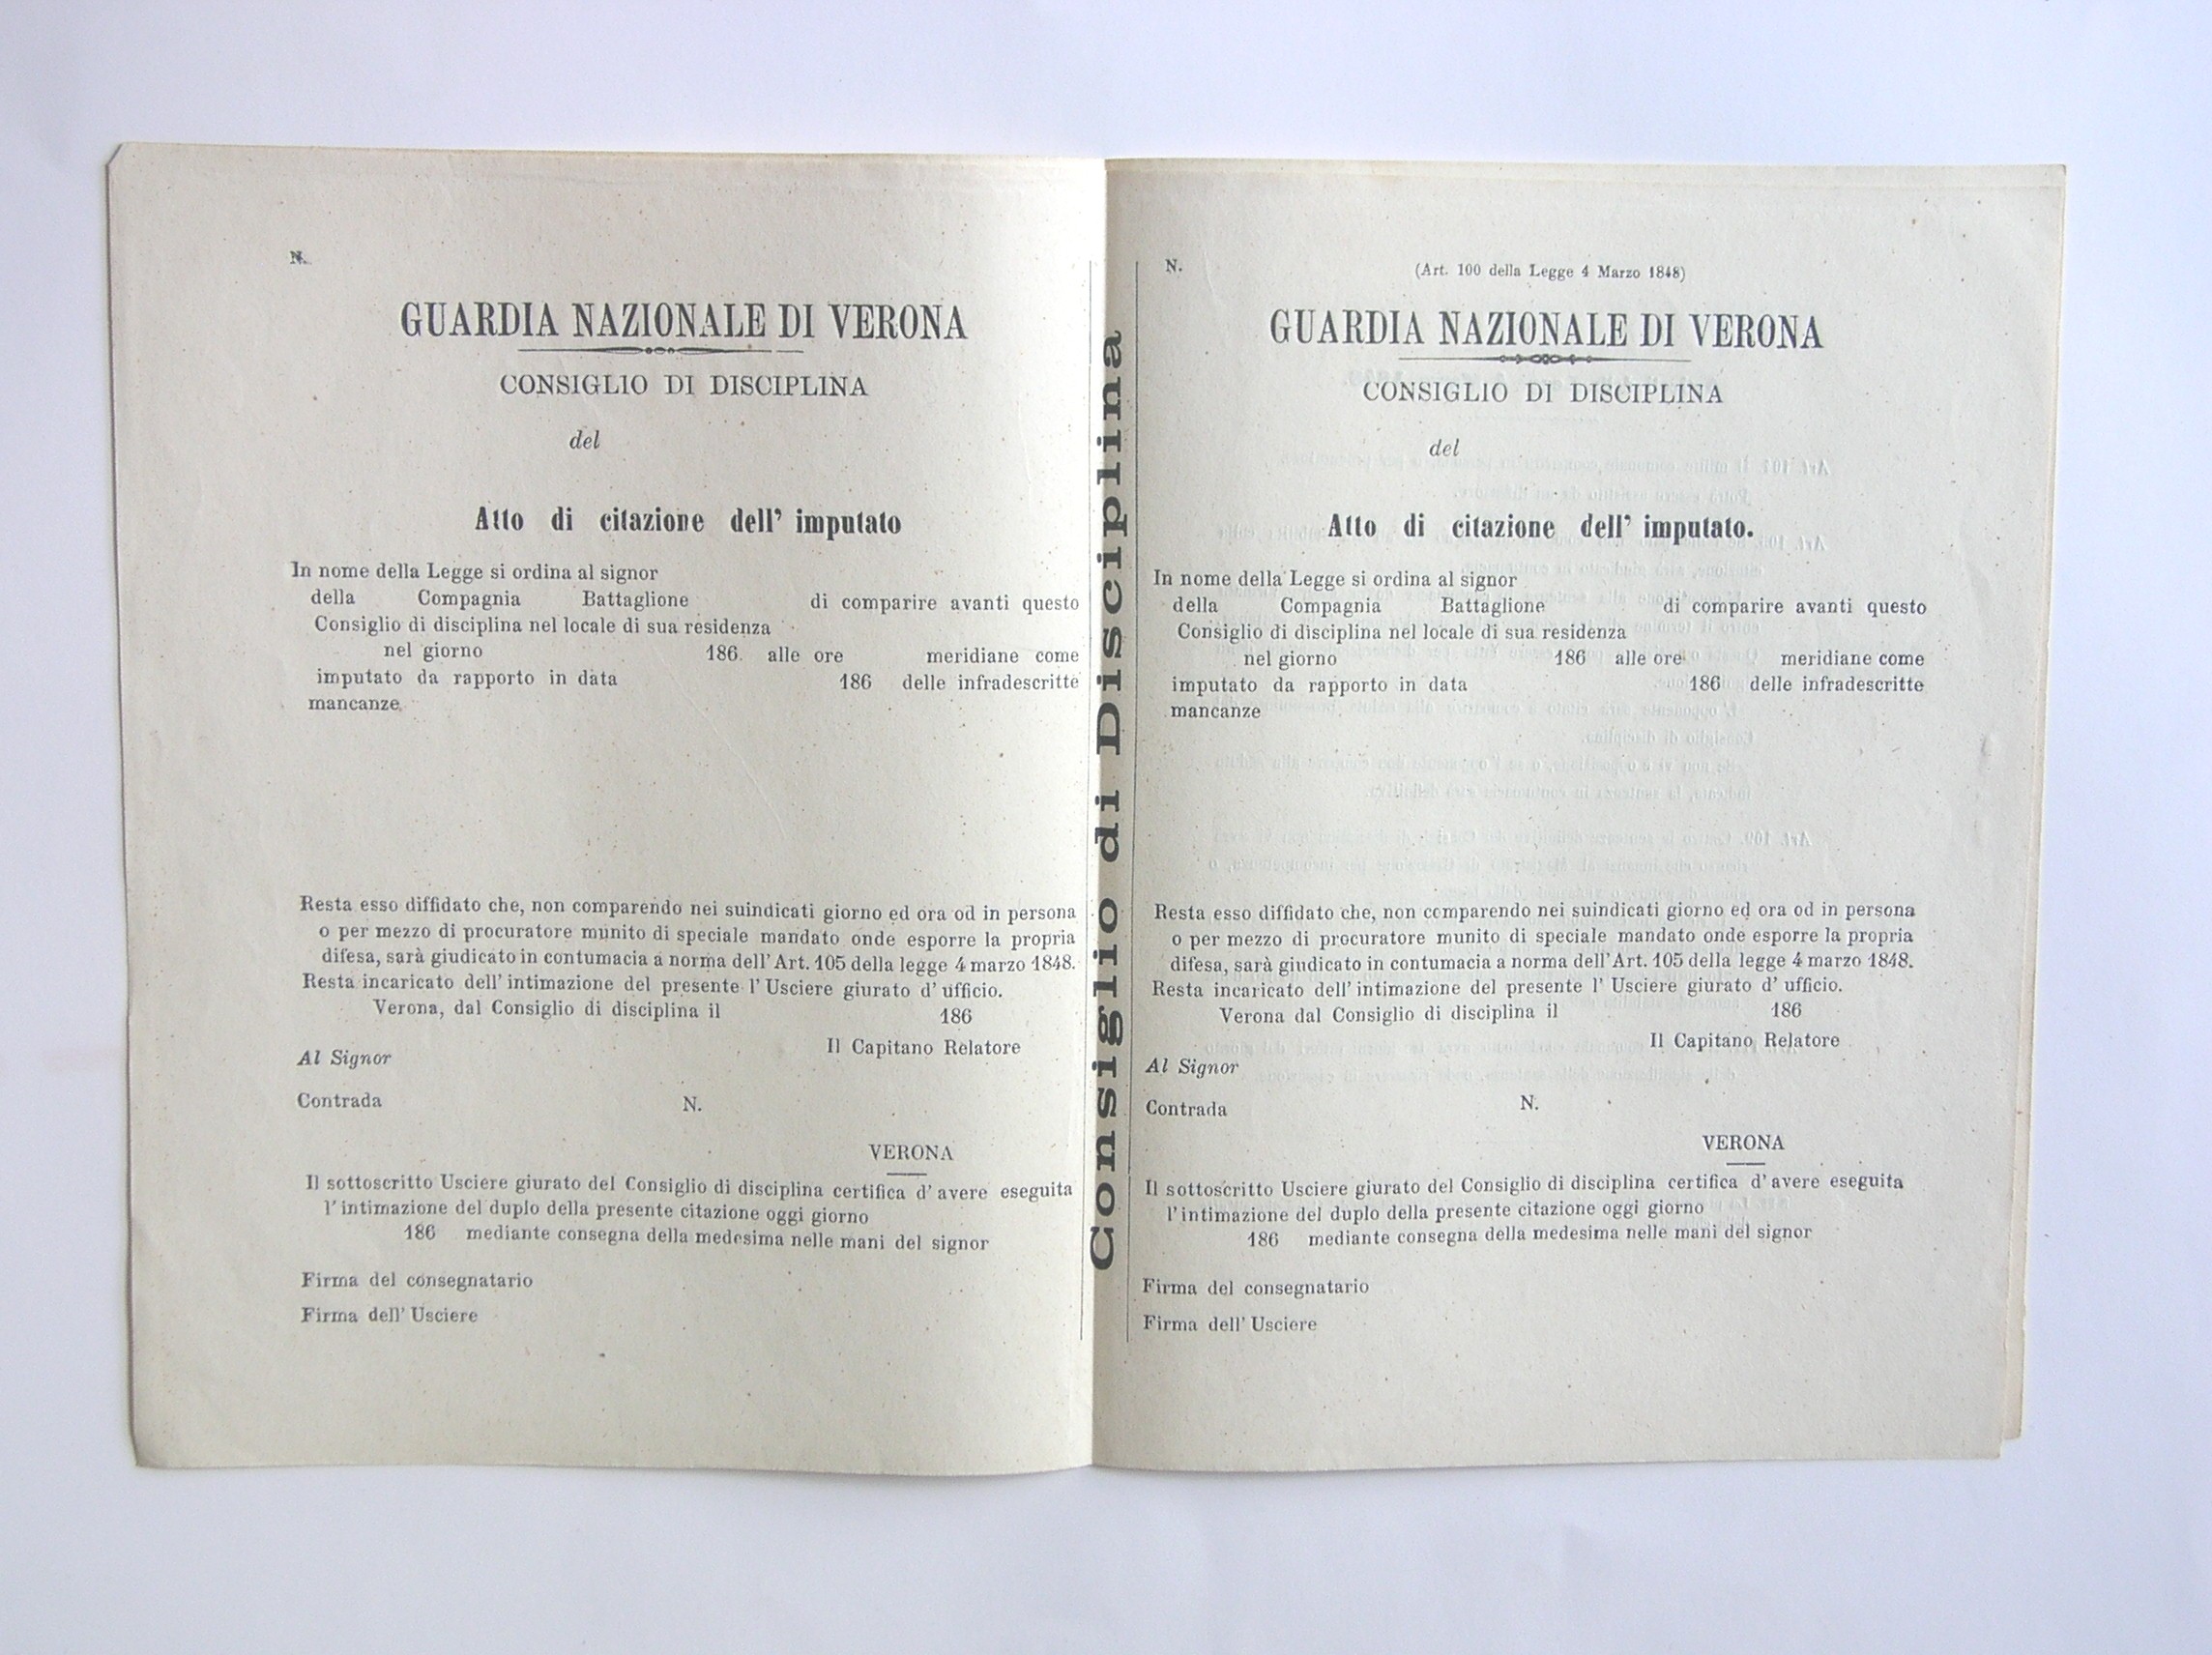 N.
GUARDIA NAZIONALE DI VERONA
CONSIGLIO DI DISCIPLINA
del
Atto di citazione dell' imputato
In nome della Legge si ordina al signor
della Compagnia Battaglione di comparire avanti questo
Consiglio di disciplina nel locale di sua residenza
nel giorno 186 alle ore meridiane come
imputato da rapporto in data 186 delle infradescritte
mancanze
Resta esso diffidato che, non comparendo nei suindicati giorno ed ora od in persona
o per mezzo di procuratore munito di speciale mandato onde esporre la propria
difesa, sarà giudicato in contumacia a norma dell'Art. 105 della legge 4 marzo 1848.
Resta incaricato dell' intimazione del presente l' Usciere giurato d' ufficio.
Verona, dal Consiglio di disciplina il 186
Il Capitano Relatore
Al Signor
Contrada N.
VERONA
Il sottoscritto Usciere giurato del Consiglio di disciplina certifica d' avere eseguita
l' intimazione del duplo della presente citazione oggi giorno
186 mediante consegna della medesima nelle mani del signor
Firma del consegnatario
Firma dell' Usciere
Consiglio di Disciplina
N. (Art. 100 della Legge 4 Marzo 1848)
GUARDIA NAZIONALE DI VERONA
CONSIGLIO DI DISCIPLINA
del
Atto di citazione dell' imputato.
In nome della Legge si ordina al signor
della Compagnia Battaglione di comparire avanti questo
Consiglio di disciplina nel locale di sua residenza
nel giorno 186 alle ore meridiane come
imputato da rapporto in data 186 delle infradescritte
mancanze
Resta esso diffidato che, non comparendo nei suindicati giorno ed ora od in persona
o per mezzo di procuratore munito di speciale mandato onde esporre la propria
difesa, sarà giudicato in contumacia a norma dell'Art. 105 della legge 4 marzo 1848.
Resta incaricato dell' intimazione del presente l' Usciere giurato d' ufficio.
Verona dal Consiglio di disciplina il 186
Il Capitano Relatore
Al Signor
Contrada N.
VERONA
Il sottoscritto Usciere giurato del Consiglio di disciplina certifica d' avere eseguita
l' intimazione del duplo della presente citazione oggi giorno
186 mediante consegna della medesima nelle mani del signor
Firma del consegnatario
Firma dell' Usciere